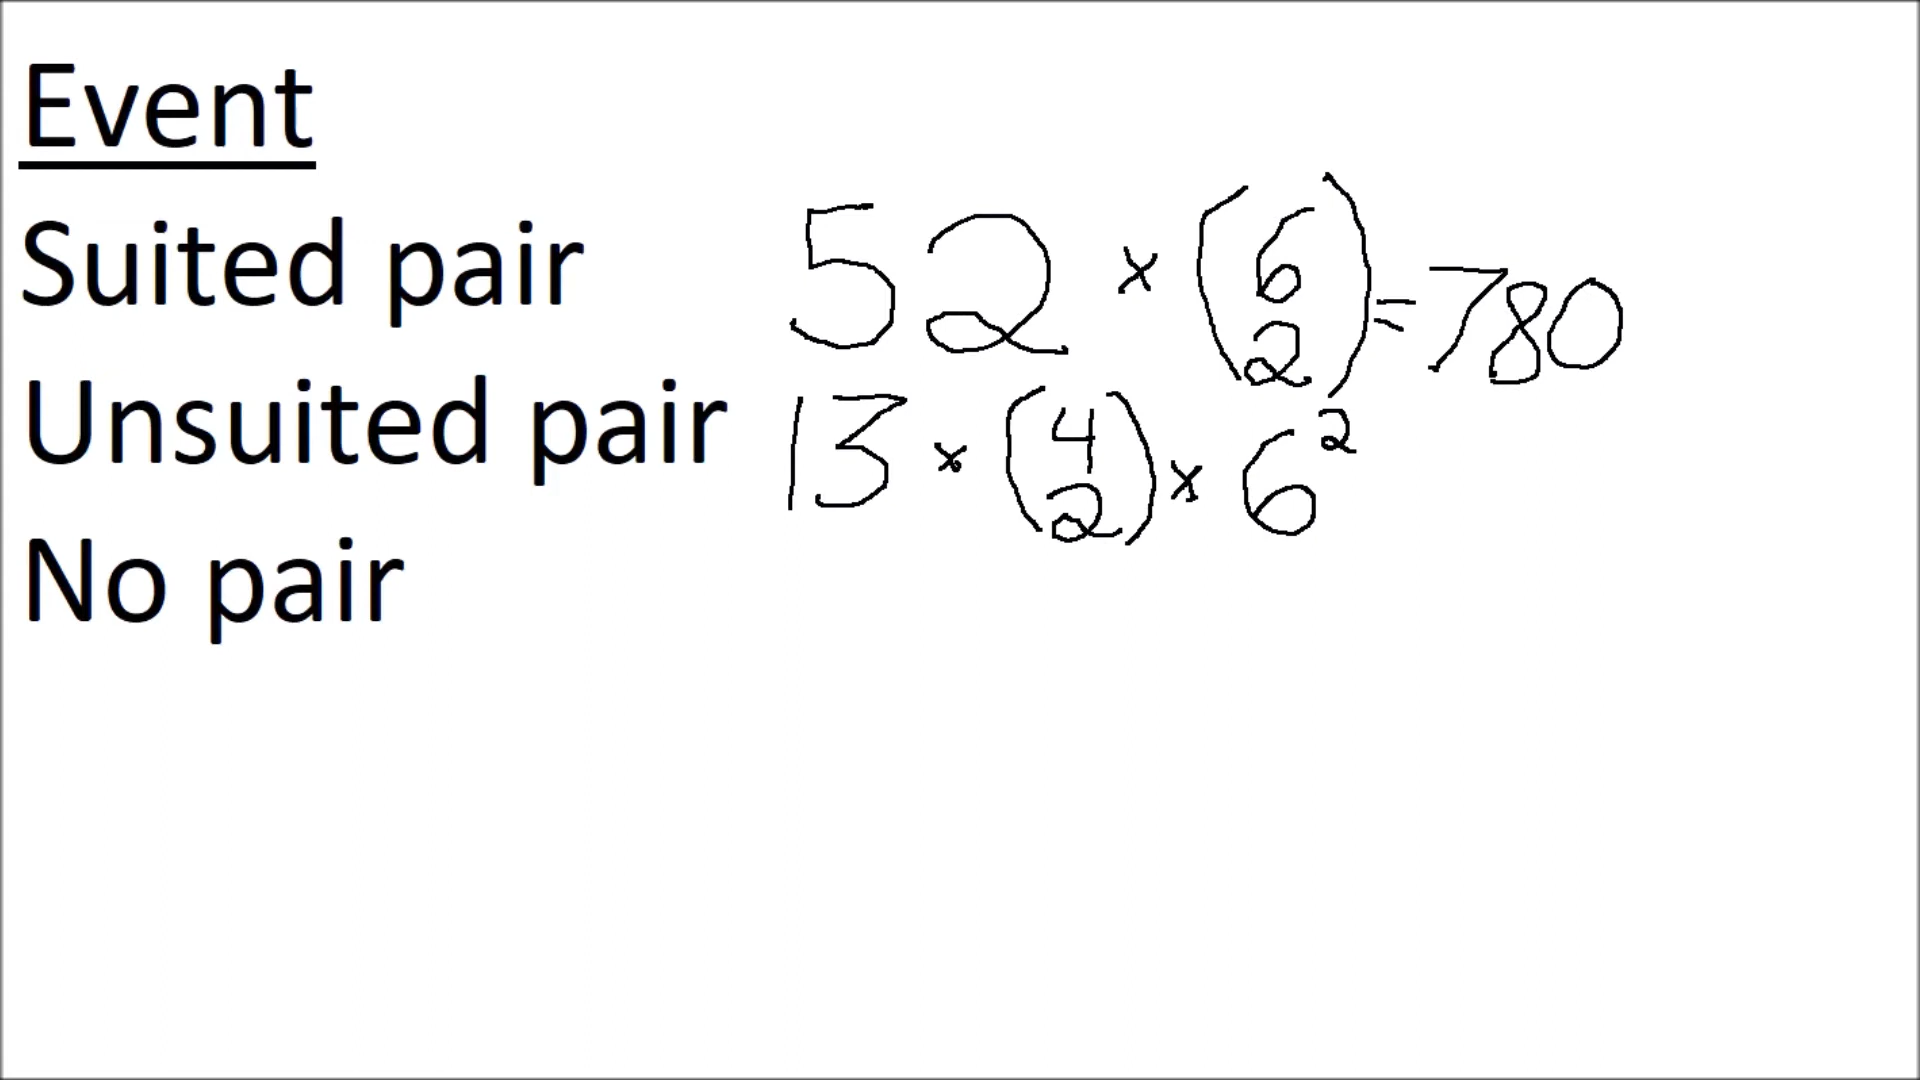 Event
Suited pair 52 × (6 2) = 780
Unsuited pair 13 × (4 2) × 6²
No pair